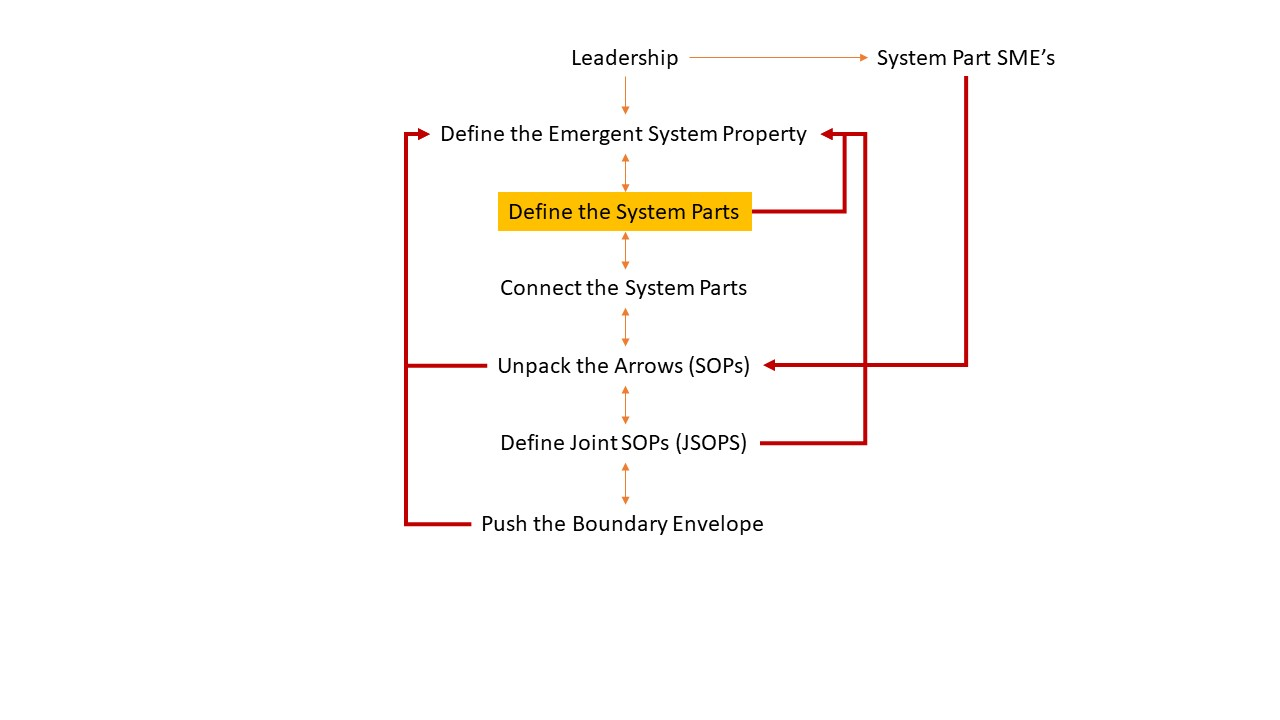 Leadership
System Part SME’s
Define the Emergent System Property
Define the System Parts
Connect the System Parts
Unpack the Arrows (SOPs)
Define Joint SOPs (JSOPS)
Push the Boundary Envelope